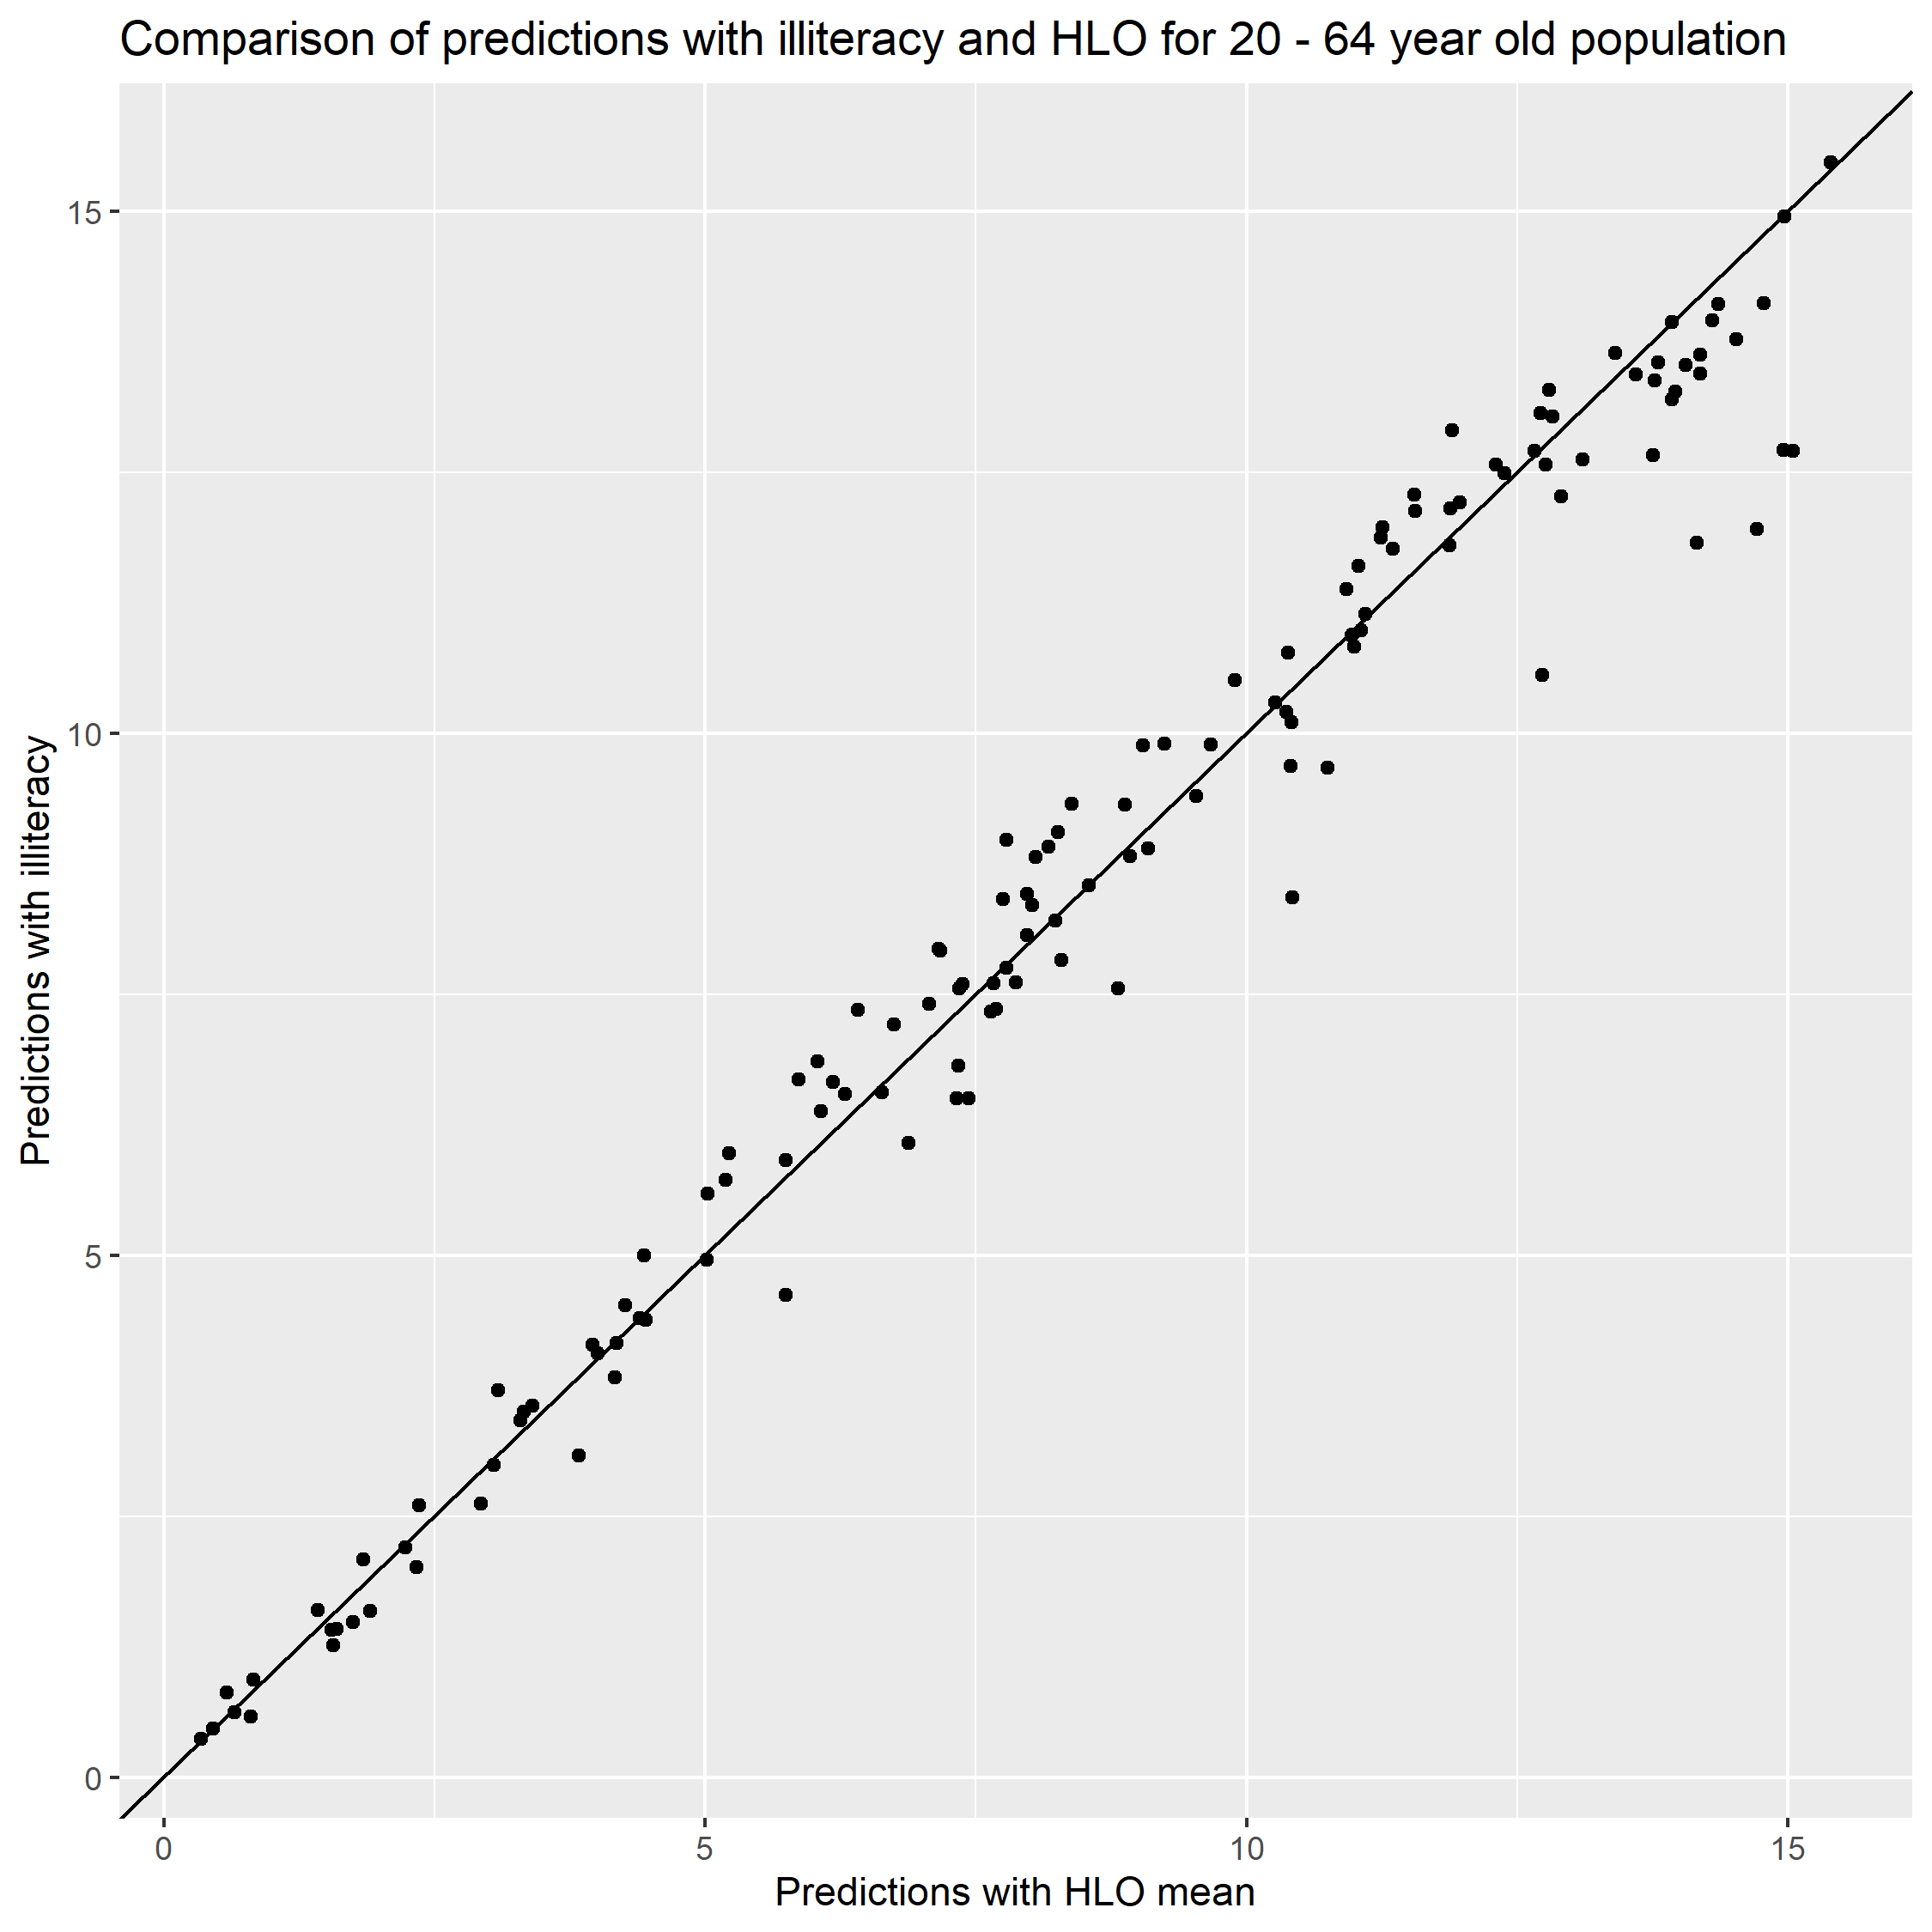 Comparison of predictions with illiteracy and HLO for 20 - 64 year old population
Predictions with illiteracy
15
10
5
0
0 5 10 15
Predictions with HLO mean